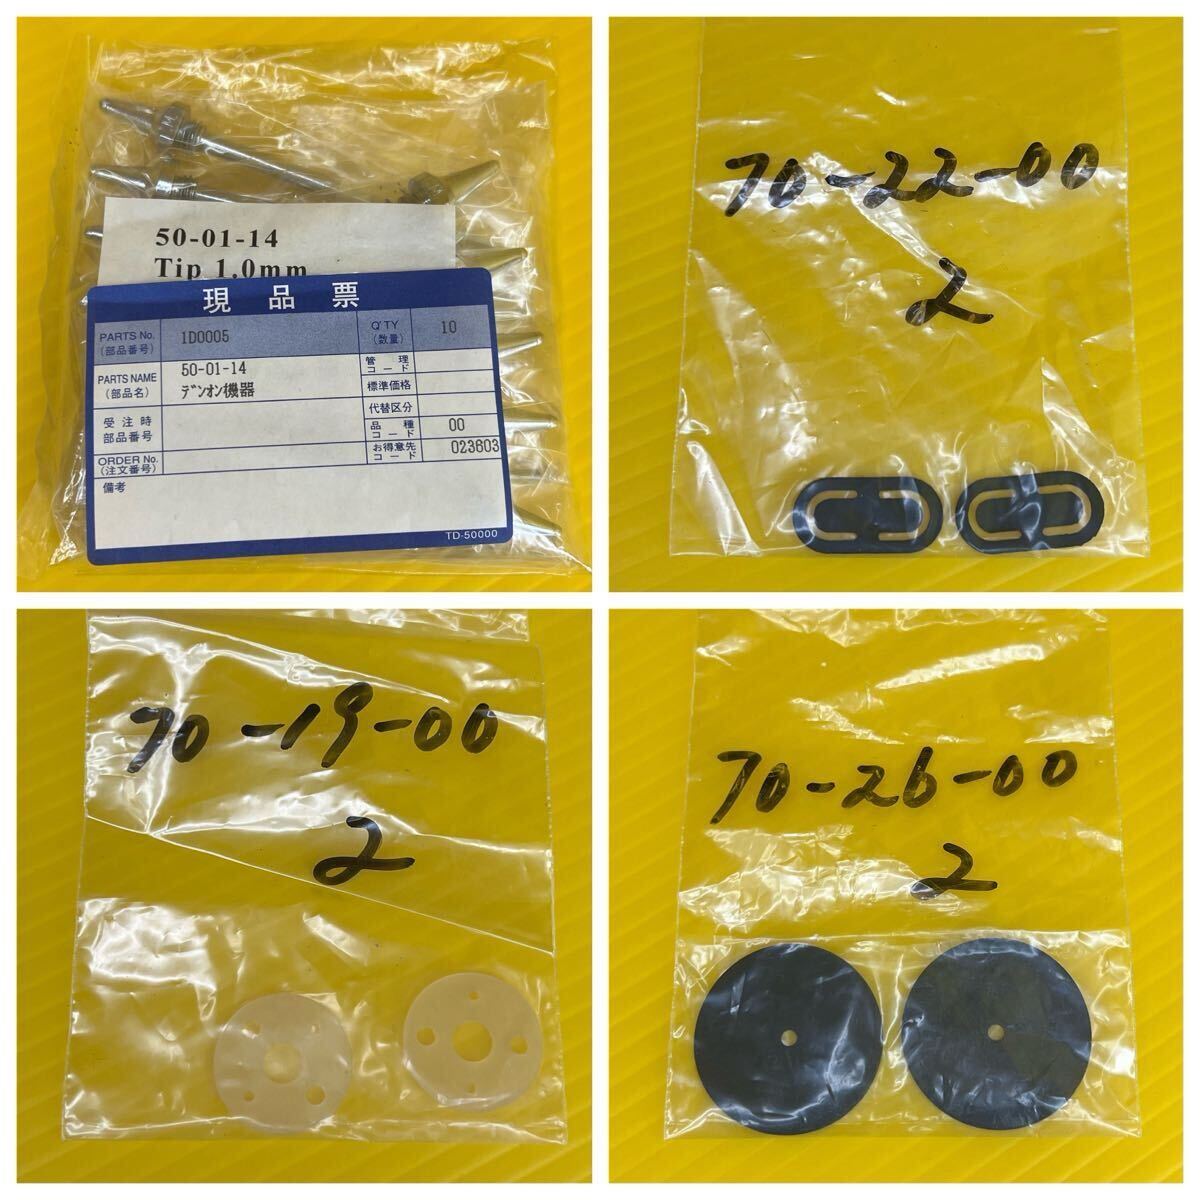 50-01-14
Tip 1.0mm
現品票
PARTS No.
(部品番号)
1D0005
Q'TY
(数量)
10
PARTS NAME
(部品名)
50-01-14
デンオン機器
管理
コード
標準価格
代替区分
受注時
部品番号
品種
コード
00
ORDER No.
(注文番号)
お得意先
コード
023603
備考
TD-50000
70-22-00
2
70-19-00
2
70-26-00
2